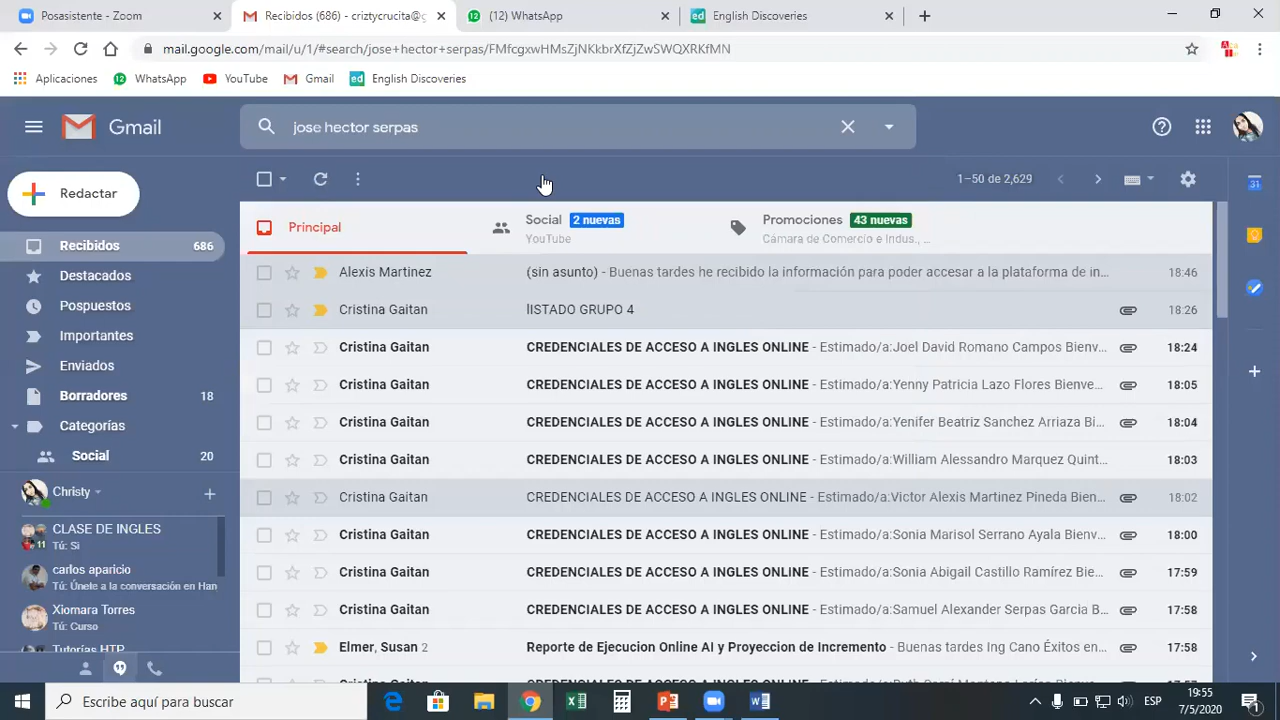 Posasistente - Zoom
Recibidos (686) - criztycrucita@g
(12) WhatsApp
English Discoveries
mail.google.com/mail/u/1/#search/jose+hector+serpas/FMfcgxwHMsZjNKkbrXfZjZwSWQXRKfMN
Aplicaciones
WhatsApp
YouTube
Gmail
English Discoveries
Gmail
jose hector serpas
Redactar
1–50 de 2,629
Recibidos 686
Destacados
Pospuestos
Importantes
Enviados
Borradores 18
Categorías
Social 20
Christy
CLASE DE INGLES
Tú: Si
11
carlos aparicio
Tú: Únete a la conversación en Han
Xiomara Torres
Tú: Curso
Tutorías HTP
Principal
Social 2 nuevas
YouTube
Promociones 43 nuevas
Cámara de Comercio e Indus., ...
Alexis Martinez (sin asunto) - Buenas tardes he recibido la información para poder accesar a la plataforma de in... 18:46
Cristina Gaitan lISTADO GRUPO 4 18:26
Cristina Gaitan CREDENCIALES DE ACCESO A INGLES ONLINE - Estimado/a:Joel David Romano Campos Bienv... 18:24
Cristina Gaitan CREDENCIALES DE ACCESO A INGLES ONLINE - Estimado/a:Yenny Patricia Lazo Flores Bienve... 18:05
Cristina Gaitan CREDENCIALES DE ACCESO A INGLES ONLINE - Estimado/a:Yenifer Beatriz Sanchez Arriaza Bi... 18:04
Cristina Gaitan CREDENCIALES DE ACCESO A INGLES ONLINE - Estimado/a:William Alessandro Marquez Quint... 18:03
Cristina Gaitan CREDENCIALES DE ACCESO A INGLES ONLINE - Estimado/a:Victor Alexis Martinez Pineda Bien... 18:02
Cristina Gaitan CREDENCIALES DE ACCESO A INGLES ONLINE - Estimado/a:Sonia Marisol Serrano Ayala Bienv... 18:00
Cristina Gaitan CREDENCIALES DE ACCESO A INGLES ONLINE - Estimado/a:Sonia Abigail Castillo Ramírez Bie... 17:59
Cristina Gaitan CREDENCIALES DE ACCESO A INGLES ONLINE - Estimado/a:Samuel Alexander Serpas Garcia B... 17:58
Elmer, Susan 2 Reporte de Ejecucion Online AI y Proyeccion de Incremento - Buenas tardes Ing Cano Éxitos en... 17:58
Escribe aquí para buscar
ESP
19:55
7/5/2020